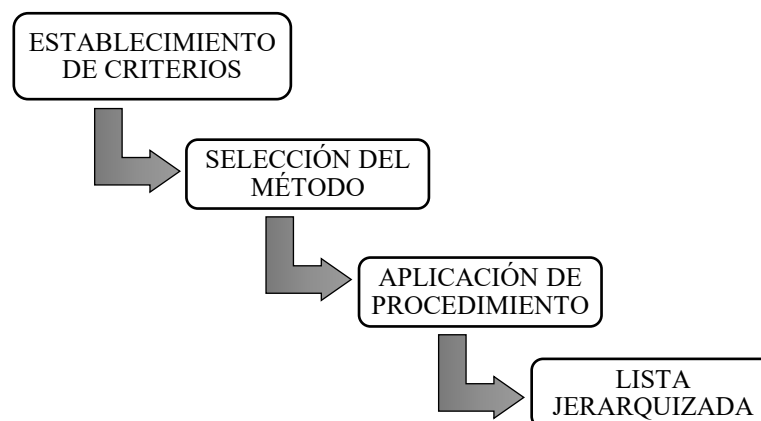 ESTABLECIMIENTO
DE CRITERIOS
SELECCIÓN DEL
MÉTODO
APLICACIÓN DE
PROCEDIMIENTO
LISTA
JERARQUIZADA